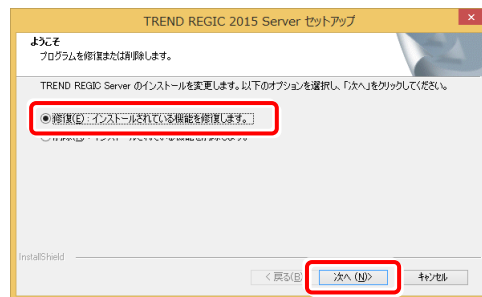 TREND REGIC 2015 Server セットアップ
ようこそ
プログラムを修復または削除します。
TREND REGIC Server のインストールを変更します。以下のオプションを選択し、「次へ」をクリックしてください。
修復(E) : インストールされている機能を修復します。
InstallShield
< 戻る(B)
次へ (N)>
キャンセル